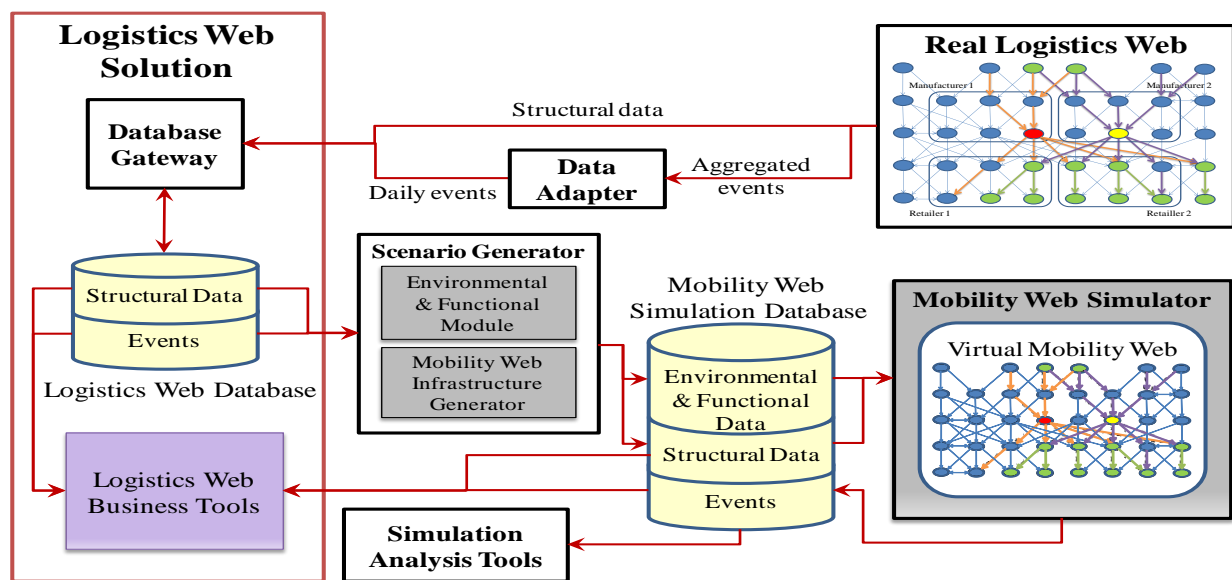 Logistics Web
Solution
Database
Gateway
Structural data
Daily events
Data
Adapter
Aggregated
events
Real Logistics Web
Manufacturer 1
Manufacturer 2
Retailer 1
Retailler 2
Structural Data
Events
Logistics Web Database
Logistics Web
Business Tools
Scenario Generator
Environmental
& Functional
Module
Mobility Web
Infrastructure
Generator
Mobility Web
Simulation Database
Environmental
& Functional
Data
Structural Data
Events
Simulation
Analysis Tools
Mobility Web Simulator
Virtual Mobility Web